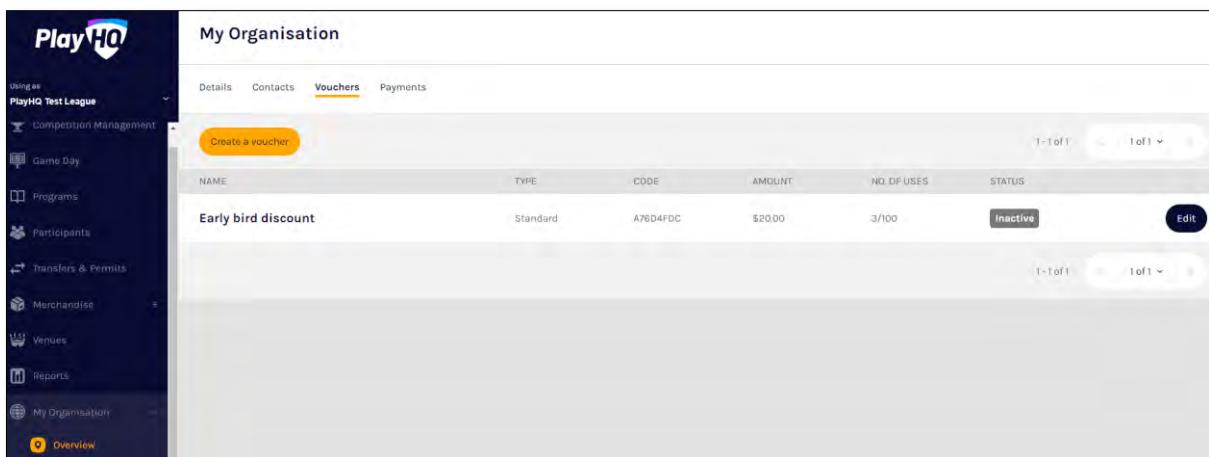 PlayHQ
My Organisation
Using as
PlayHQ Test League
Details Contacts Vouchers Payments
Competition Management
Create a voucher 1 - 1 of 1 1 of 1
Game Day
NAME TYPE CODE AMOUNT NO. OF USES STATUS
Programs
Early bird discount Standard A76D4FDC $20.00 3/100 Inactive Edit
Participants
Transfers & Permits 1 - 1 of 1 1 of 1
Merchandise
Venues
Reports
My Organisation
Overview